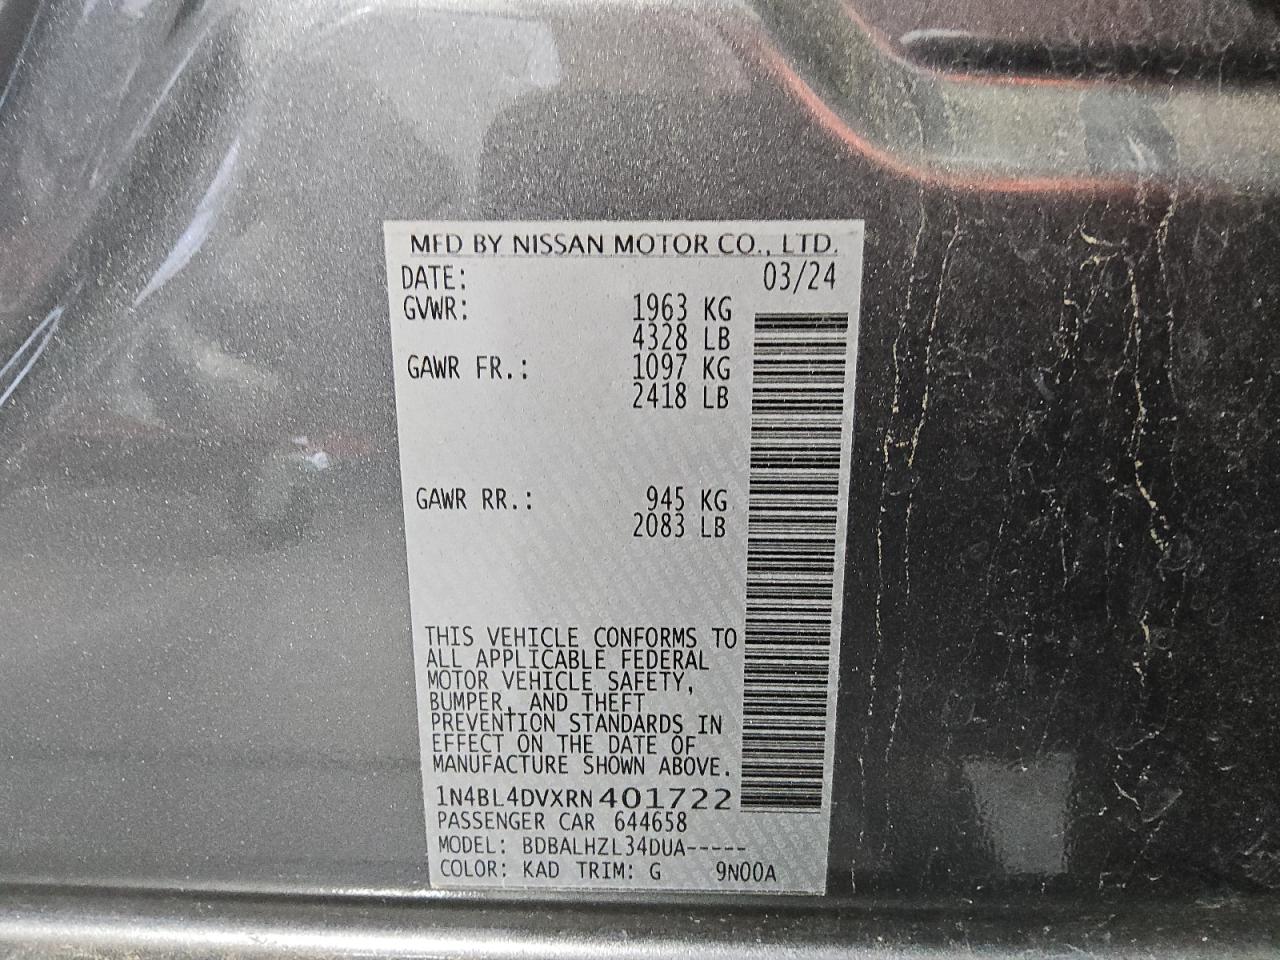 MFD BY NISSAN MOTOR CO., LTD.
DATE: 03/24
GVWR: 1963 KG
4328 LB
GAWR FR.: 1097 KG
2418 LB
GAWR RR.: 945 KG
2083 LB
THIS VEHICLE CONFORMS TO
ALL APPLICABLE FEDERAL
MOTOR VEHICLE SAFETY,
BUMPER, AND THEFT
PREVENTION STANDARDS IN
EFFECT ON THE DATE OF
MANUFACTURE SHOWN ABOVE.
1N4BL4DVXRN401722
PASSENGER CAR 644658
MODEL: BDBALHZL34DUA-----
COLOR: KAD TRIM: G 9N00A